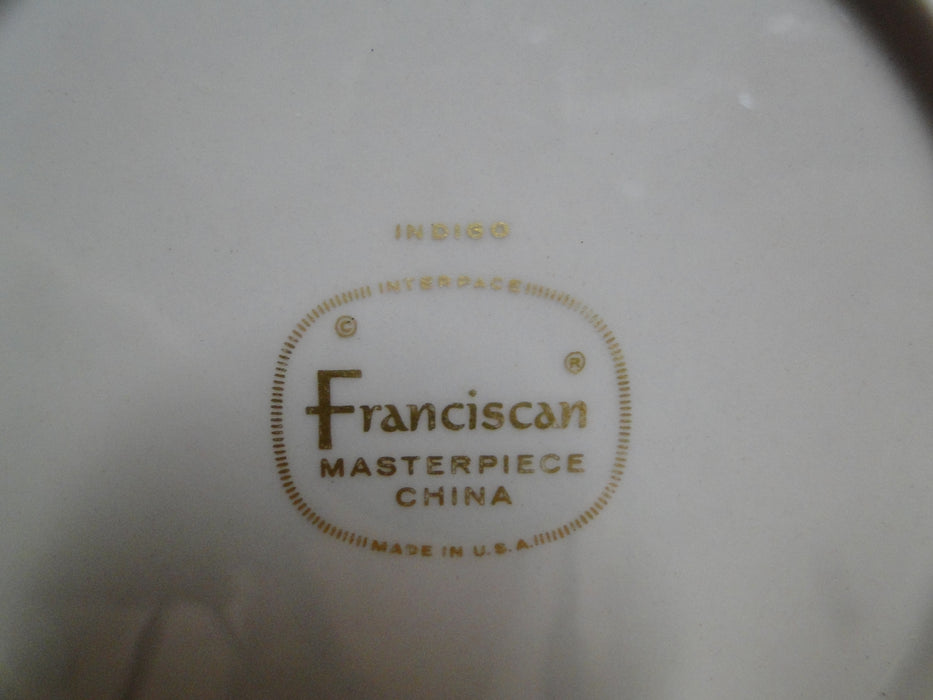 INDIGO
INTERPACE
©
®
Franciscan
MASTERPIECE
CHINA
MADE IN U.S.A.